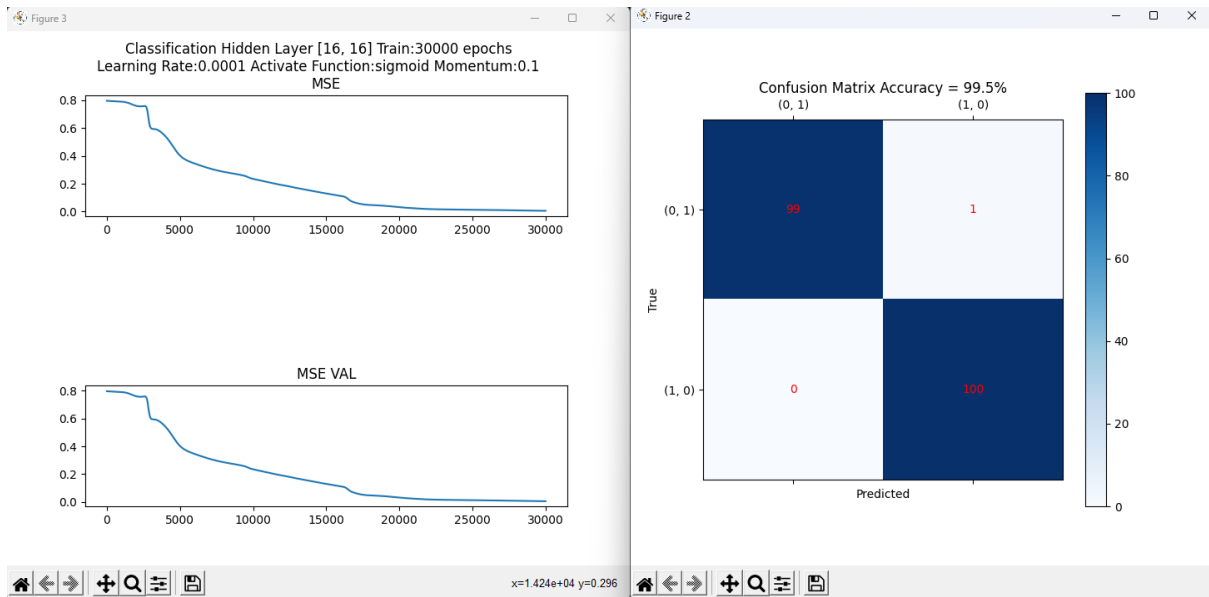 Figure 3
Classification Hidden Layer [16, 16] Train:30000 epochs
Learning Rate:0.0001 Activate Function:sigmoid Momentum:0.1
MSE
0.8
0.6
0.4
0.2
0.0
0 5000 10000 15000 20000 25000 30000
MSE VAL
0.8
0.6
0.4
0.2
0.0
0 5000 10000 15000 20000 25000 30000
x=1.424e+04 y=0.296
Figure 2
Confusion Matrix Accuracy = 99.5%
(0, 1) (1, 0)
True
(0, 1) 99 1
(1, 0) 0 100
Predicted
100
80
60
40
20
0